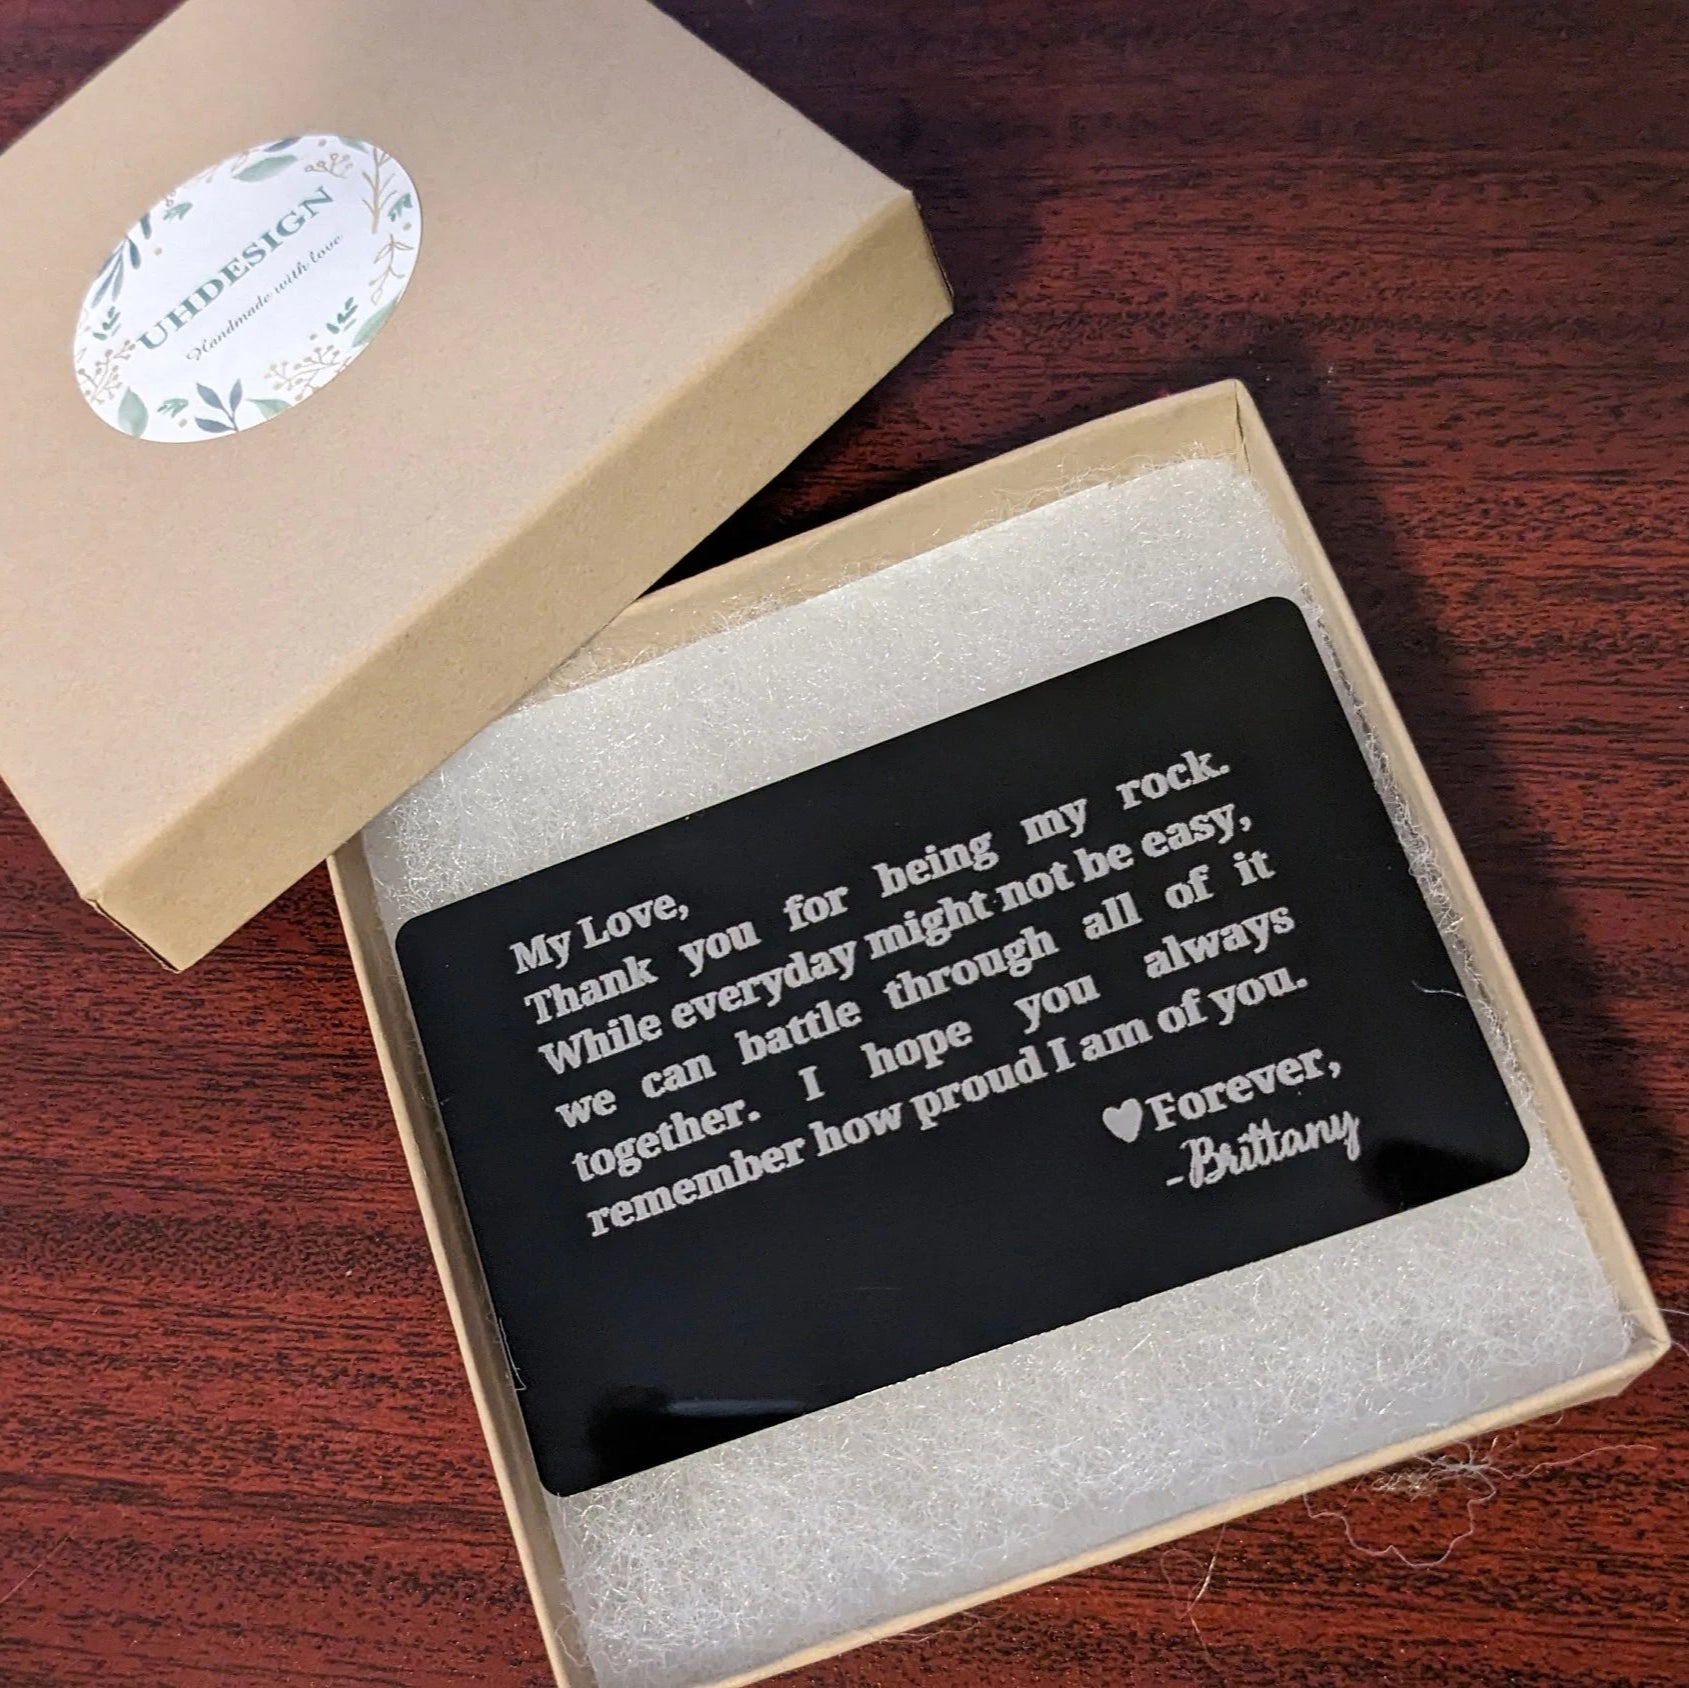 UHDESIGN
Handmade with love
My Love,
Thank you for being my rock.
While everyday might not be easy,
we can battle through all of it
together. I hope you always
remember how proud I am of you.
♥Forever,
-Brittany